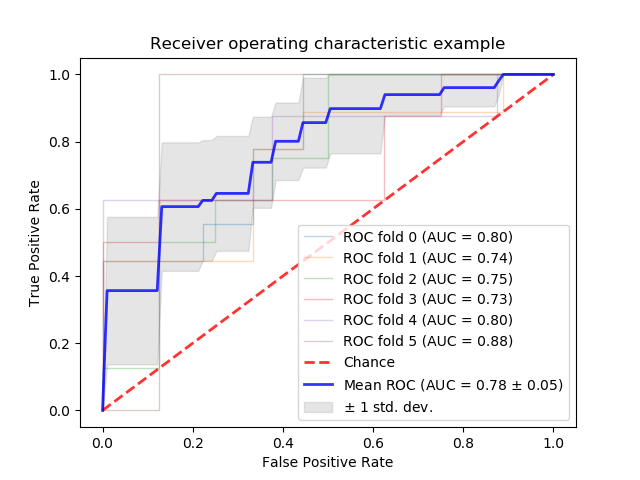 Receiver operating characteristic example
1.0
0.8
0.6
0.4
0.2
0.0
True Positive Rate
ROC fold 0 (AUC = 0.80)
ROC fold 1 (AUC = 0.74)
ROC fold 2 (AUC = 0.75)
ROC fold 3 (AUC = 0.73)
ROC fold 4 (AUC = 0.80)
ROC fold 5 (AUC = 0.88)
Chance
Mean ROC (AUC = 0.78 ± 0.05)
± 1 std. dev.
0.0 0.2 0.4 0.6 0.8 1.0
False Positive Rate